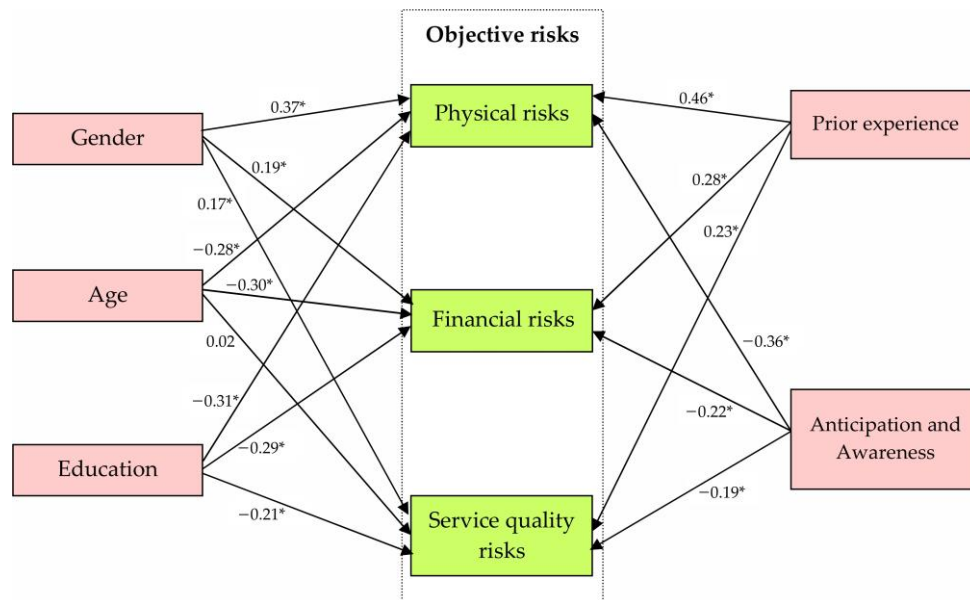 Objective risks
Physical risks
Financial risks
Service quality
risks
Gender
Age
Education
Prior experience
Anticipation and
Awareness
0.37*
0.19*
0.17*
−0.28*
−0.30*
0.02
−0.31*
−0.29*
−0.21*
0.46*
0.28*
0.23*
−0.36*
−0.22*
−0.19*